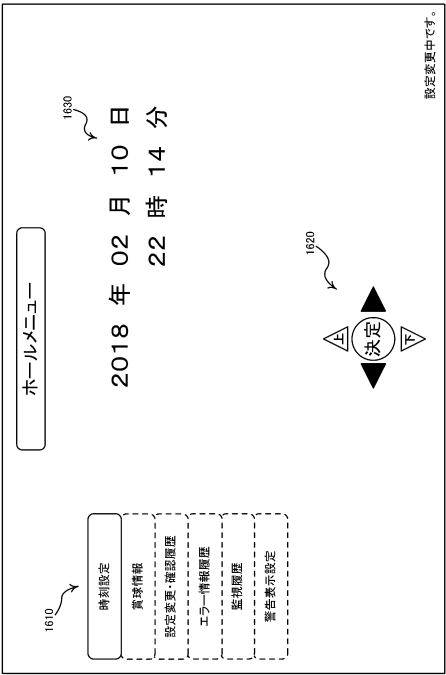 ホールメニュー
1610
時刻設定
賞球情報
設定変更・確認履歴
エラー情報履歴
監視履歴
警告表示設定
1630
2018 年 02 月 10 日
22 時 14 分
1620
上
決定
下
設定変更中です。